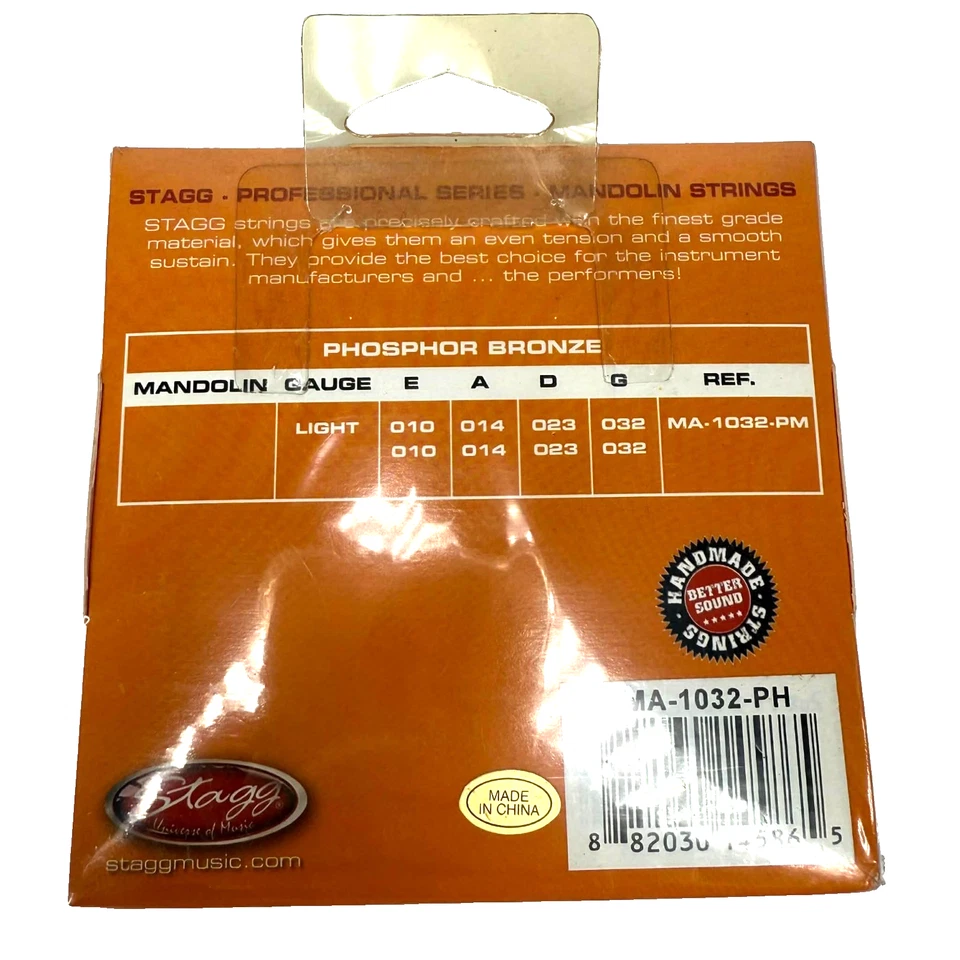 STAGG - PROFESSIONAL SERIES - MANDOLIN STRINGS
STAGG strings are precisely crafted with the finest grade
material, which gives them an even tension and a smooth
sustain. They provide the best choice for the instrument
manufacturers and ... the performers!
PHOSPHOR BRONZE
MANDOLIN GAUGE E A D G REF.
LIGHT 010 014 023 032 MA-1032-PM
010 014 023 032
HANDMADE
BETTER
SOUND
STRINGS
MA-1032-PH
Stagg
Universe of Music
staggmusic.com
MADE
IN CHINA
8 5